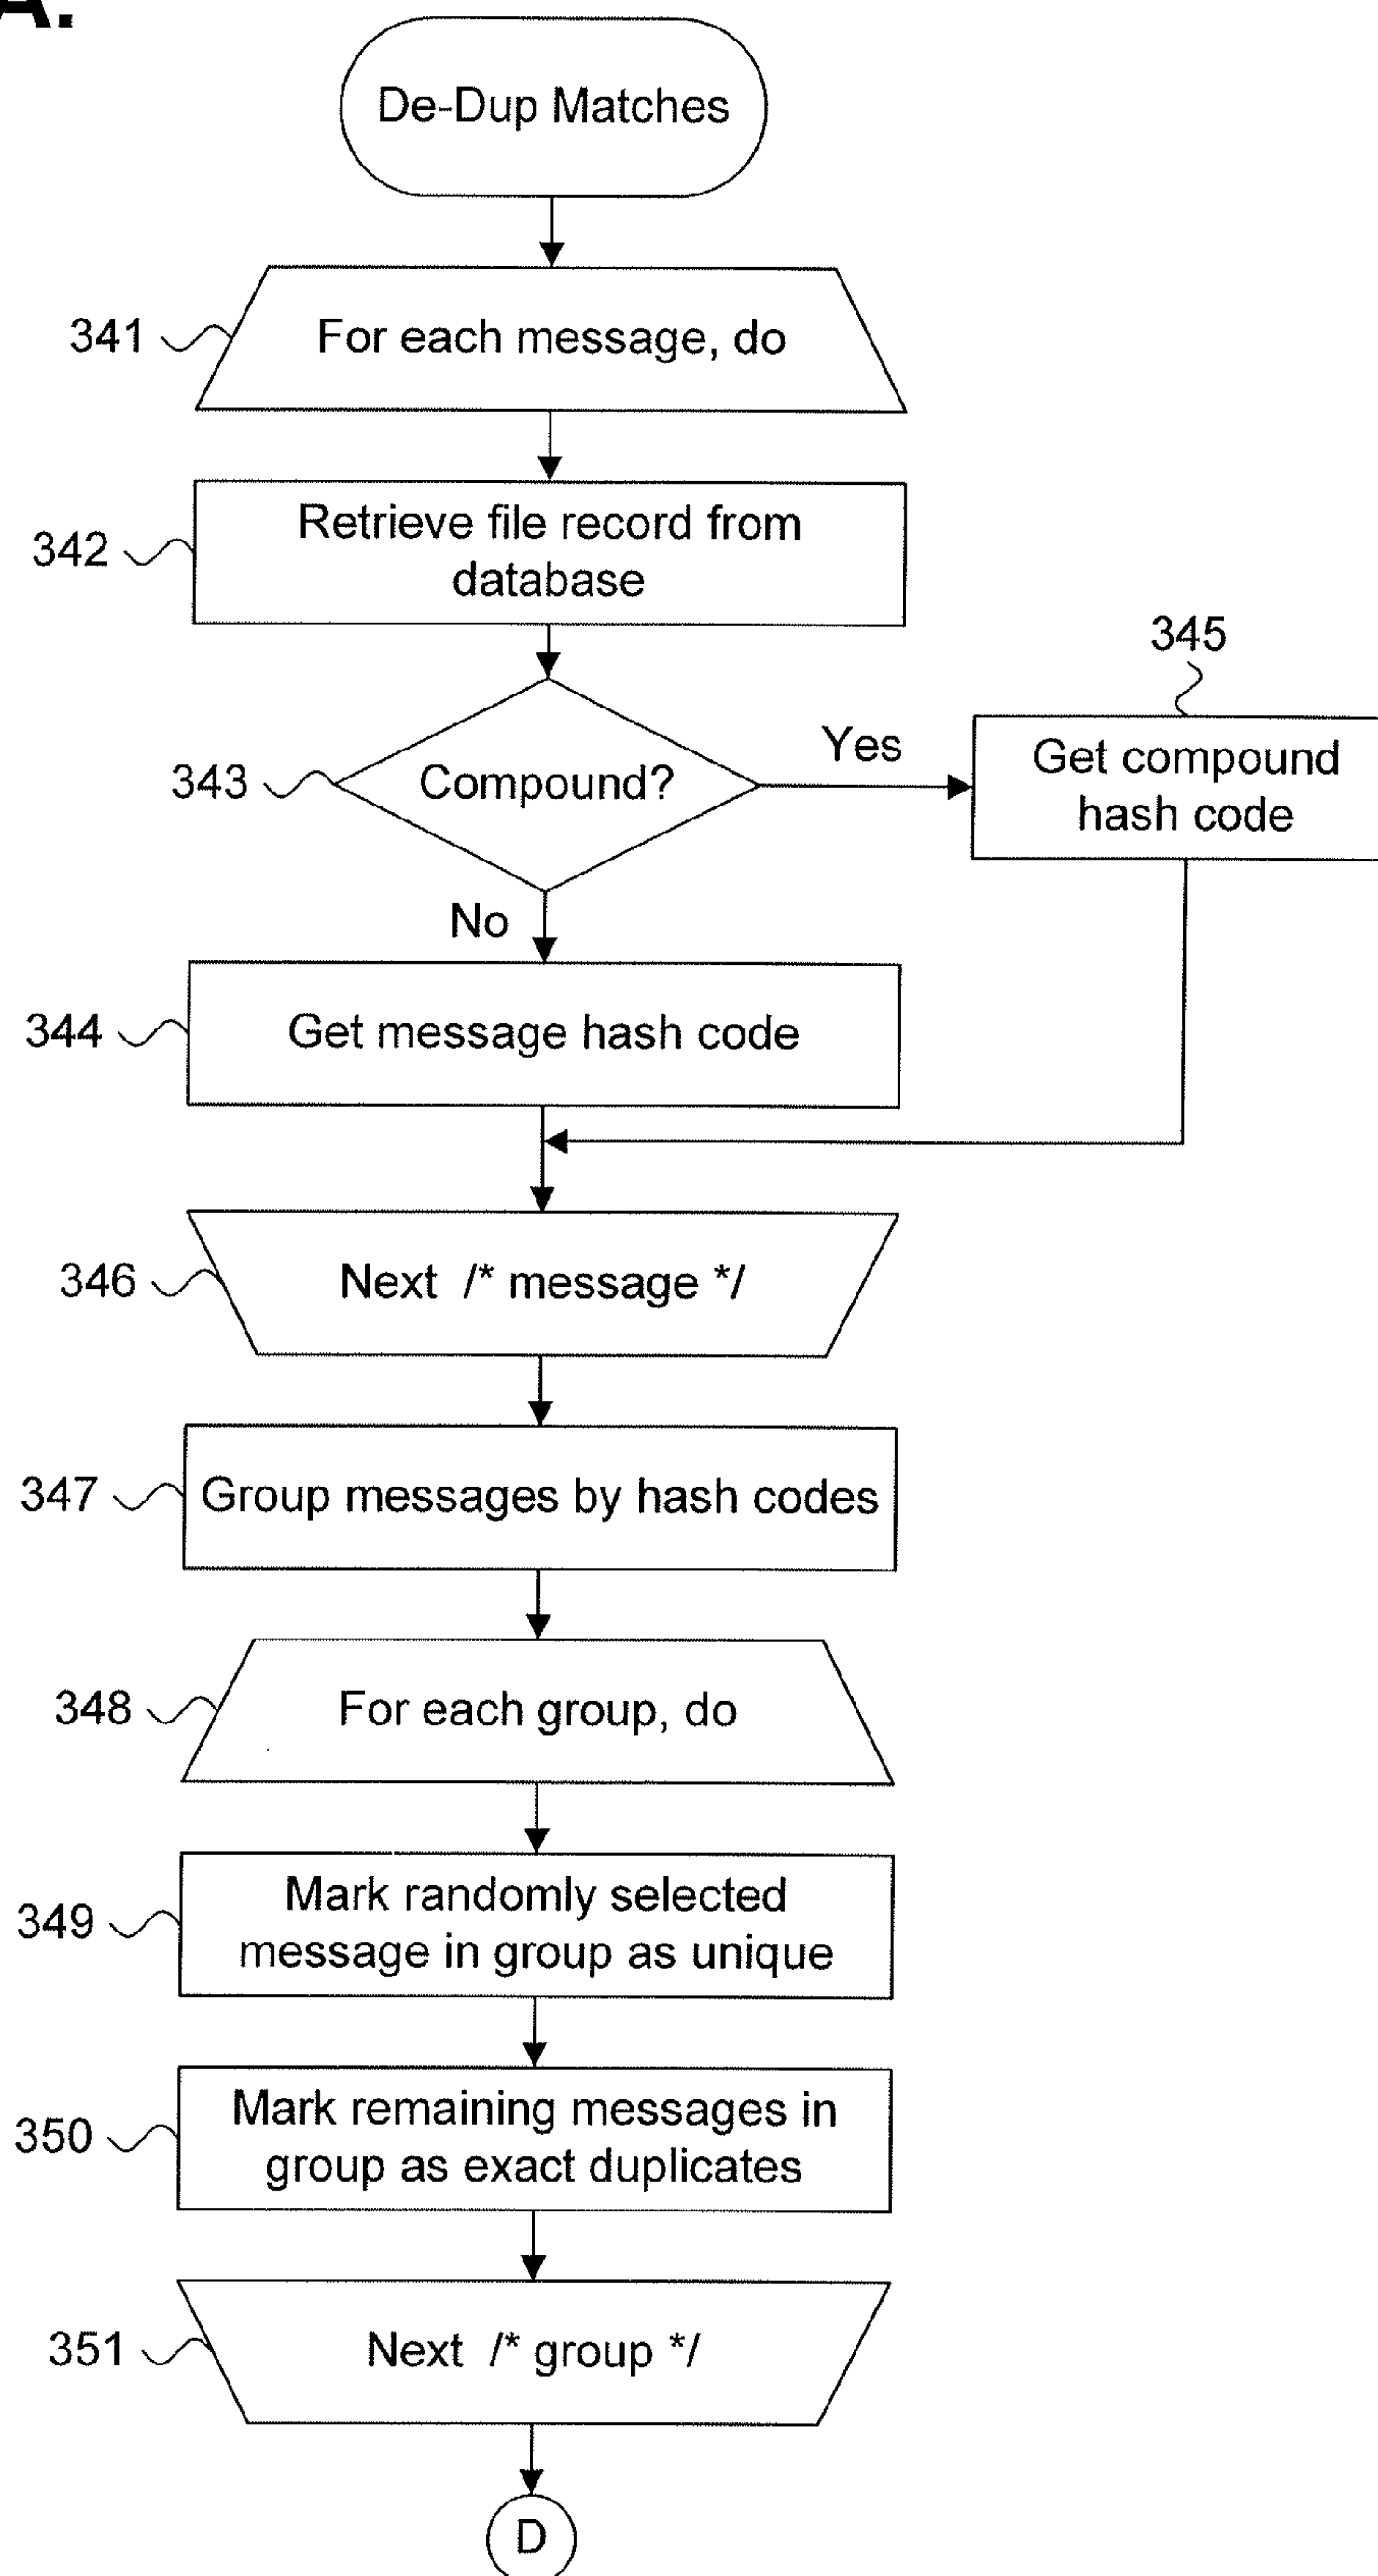 A.
De-Dup Matches
341
For each message, do
342
Retrieve file record from
database
343
Compound?
Yes
345
Get compound
hash code
No
344
Get message hash code
346
Next /* message */
347
Group messages by hash codes
348
For each group, do
349
Mark randomly selected
message in group as unique
350
Mark remaining messages in
group as exact duplicates
351
Next /* group */
D